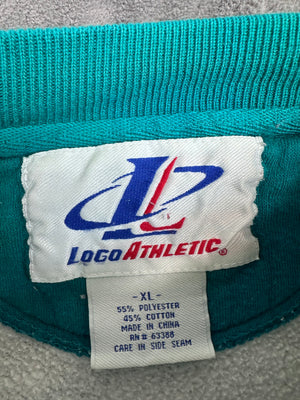 LOGO ATHLETIC®
- XL -
55% POLYESTER
45% COTTON
MADE IN CHINA
RN # 63388
CARE IN SIDE SEAM